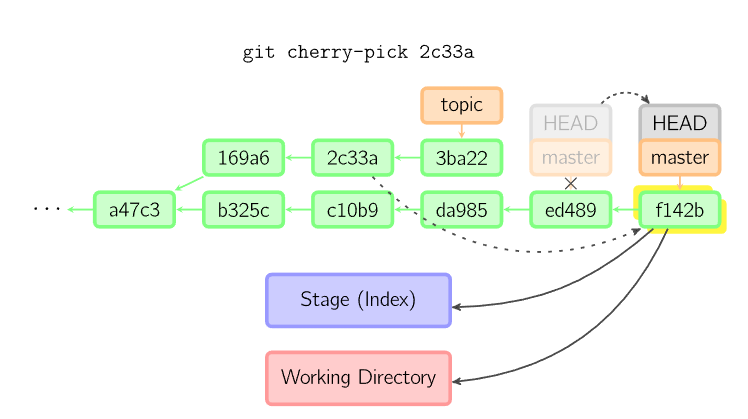 git cherry-pick 2c33a
topic
HEAD
HEAD
169a6
2c33a
3ba22
master
master
...
a47c3
b325c
c10b9
da985
ed489
f142b
Stage (Index)
Working Directory